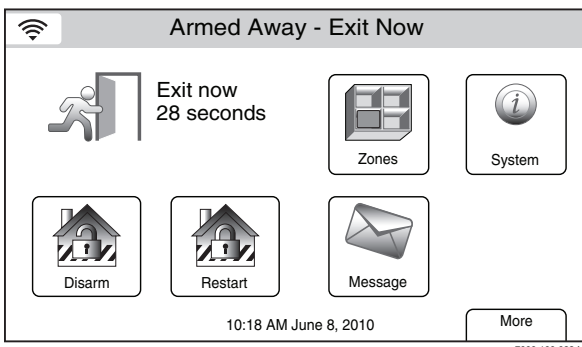 Armed Away - Exit Now
Exit now
28 seconds
Zones
System
Disarm
Restart
Message
10:18 AM June 8, 2010
More